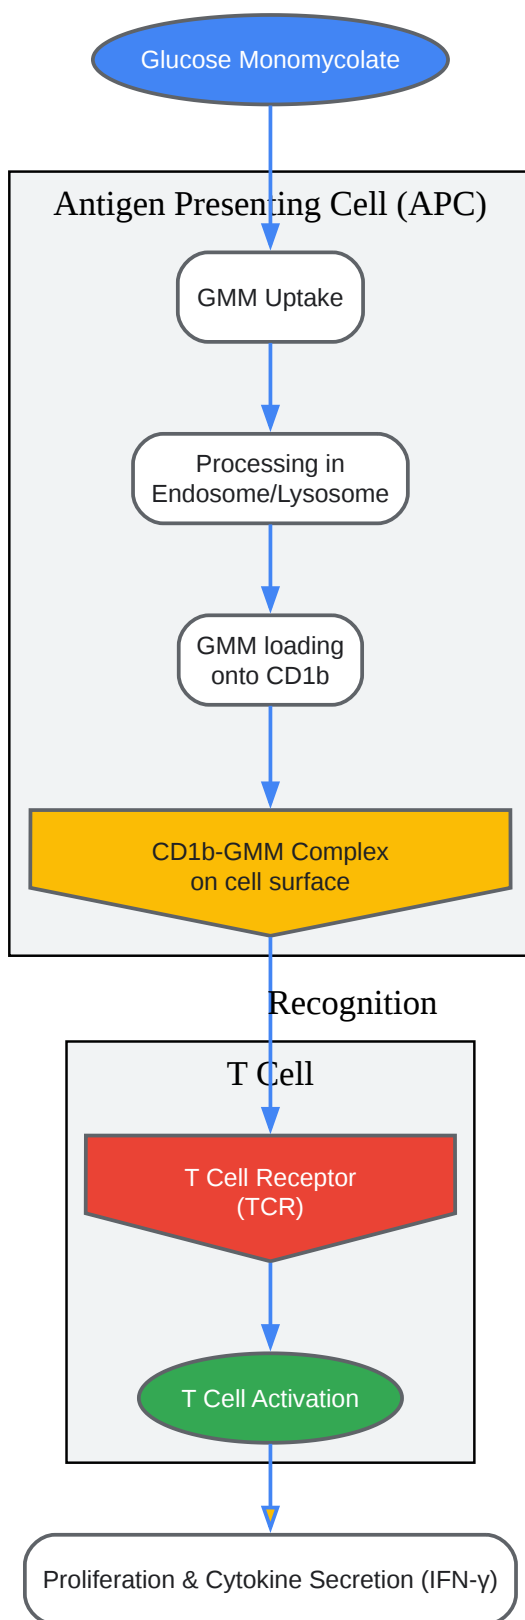 Glucose Monomycolate
Antigen Presenting Cell (APC)
GMM Uptake
Processing in
Endosome/Lysosome
GMM loading
onto CD1b
CD1b-GMM Complex
on cell surface
Recognition
T Cell
T Cell Receptor
(TCR)
T Cell Activation
Proliferation & Cytokine Secretion (IFN-γ)